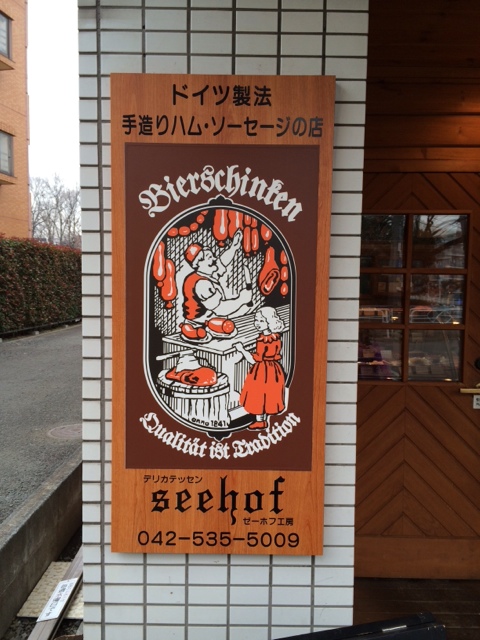 ドイツ製法
手造りハム・ソーセージの店
Bierschinken
anno 1841
Qualität ist Tradition
デリカテッセン
seehof
ゼーホフ工房
042-535-5009